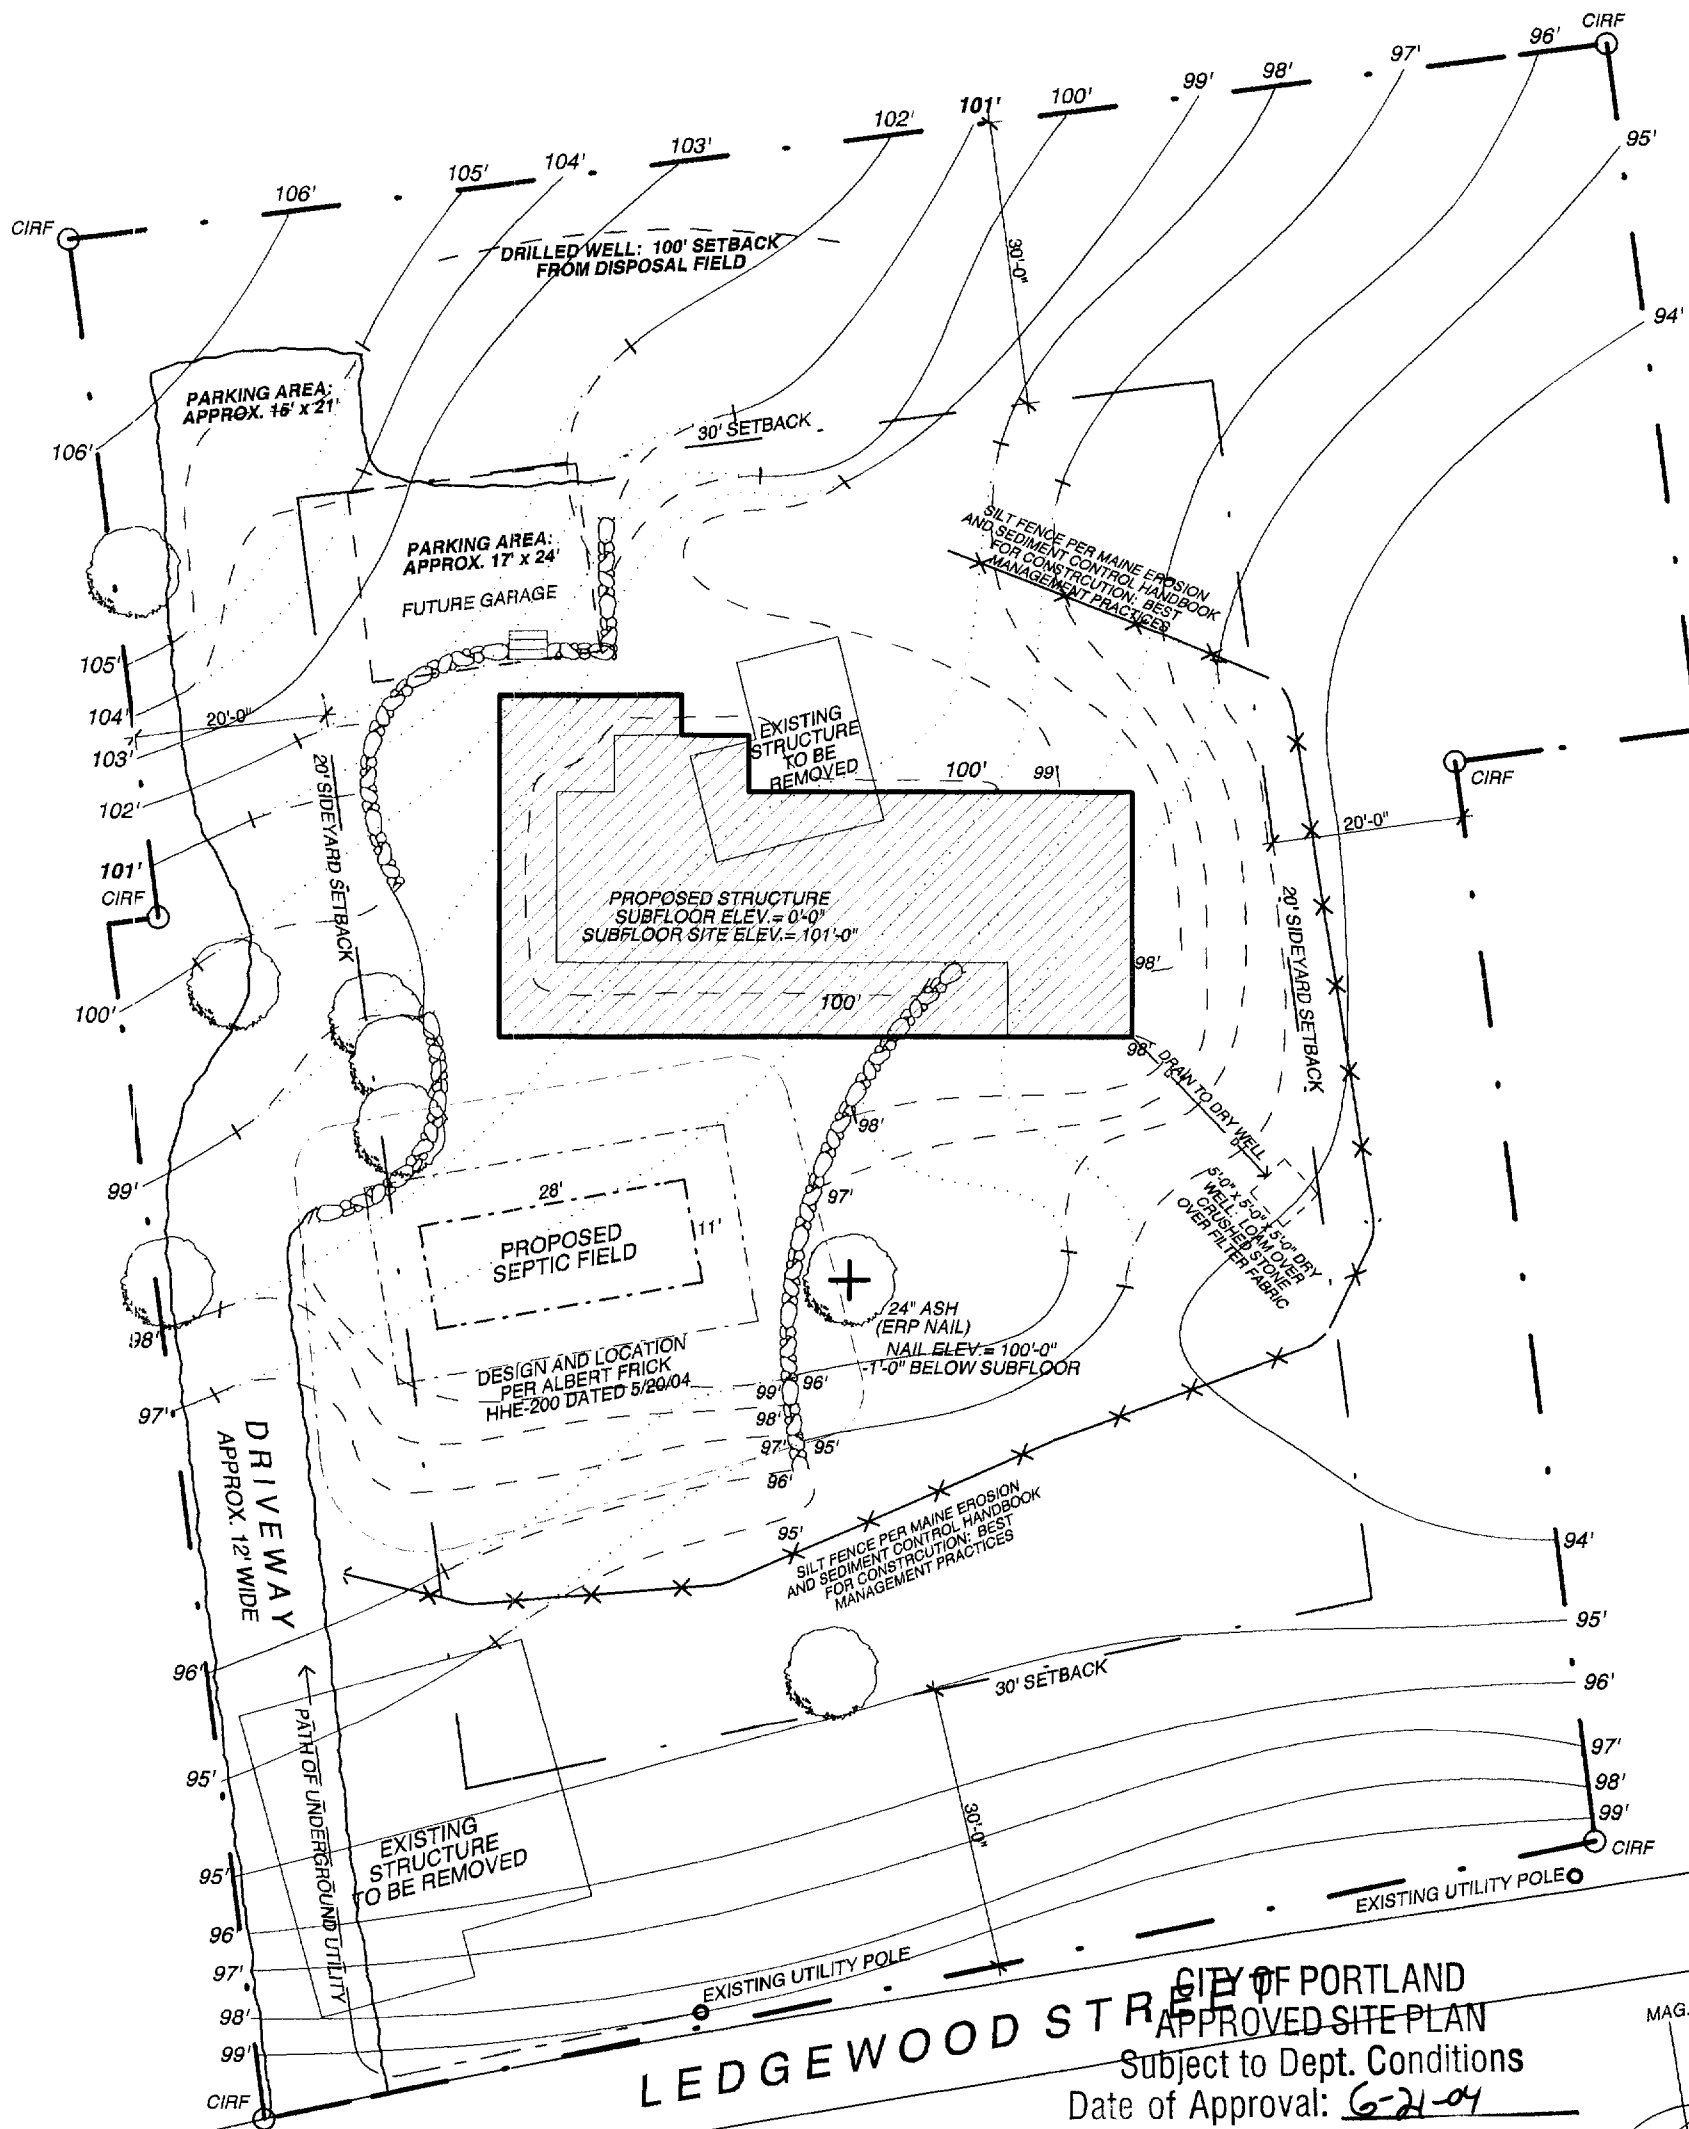 CIRF
96'
97'
98'
99'
100'
101'
102'
103'
104'
105'
106'
CIRF
95'
94'
DRILLED WELL: 100' SETBACK
FROM DISPOSAL FIELD
30'-0"
PARKING AREA:
APPROX. 15' x 21'
30' SETBACK
106'
SILT FENCE PER MAINE EROSION
AND SEDIMENT CONTROL HANDBOOK
FOR CONSTRCUTION: BEST
MANAGEMENT PRACTICES
PARKING AREA:
APPROX. 17' x 24'
FUTURE GARAGE
105'
104'
103'
102'
101'
CIRF
100'
20'-0"
20' SIDEYARD SETBACK
EXISTING
STRUCTURE
TO BE
REMOVED
100'
99'
CIRF
20'-0"
20' SIDEYARD SETBACK
PROPOSED STRUCTURE
SUBFLOOR ELEV.= 0'-0"
SUBFLOOR SITE ELEV.= 101'-0"
98'
100'
98'
DRAIN TO DRY WELL
5'-0" x 5'-0" x 5'-0" DRY
WELL: LOAM OVER
CRUSHED STONE
OVER FILTER FABRIC
98'
97'
99'
28'
11'
PROPOSED
SEPTIC FIELD
24" ASH
(ERP NAIL)
NAIL ELEV.= 100'-0"
-1'-0" BELOW SUBFLOOR
98'
DESIGN AND LOCATION
PER ALBERT FRICK
HHE-200 DATED 5/20/04
99'
96'
98'
97'
95'
96'
95'
97'
DRIVEWAY
APPROX. 12' WIDE
SILT FENCE PER MAINE EROSION
AND SEDIMENT CONTROL HANDBOOK
FOR CONSTRCUTION: BEST
MANAGEMENT PRACTICES
94'
95'
96'
97'
98'
99'
CIRF
96'
30' SETBACK
PATH OF UNDERGROUND UTILITY
95'
30'-0"
EXISTING
STRUCTURE
TO BE REMOVED
95'
96'
97'
98'
99'
CIRF
EXISTING UTILITY POLE
EXISTING UTILITY POLE
LEDGEWOOD STREET
CITY OF PORTLAND
APPROVED SITE PLAN
Subject to Dept. Conditions
Date of Approval: 6-21-04
MAG.